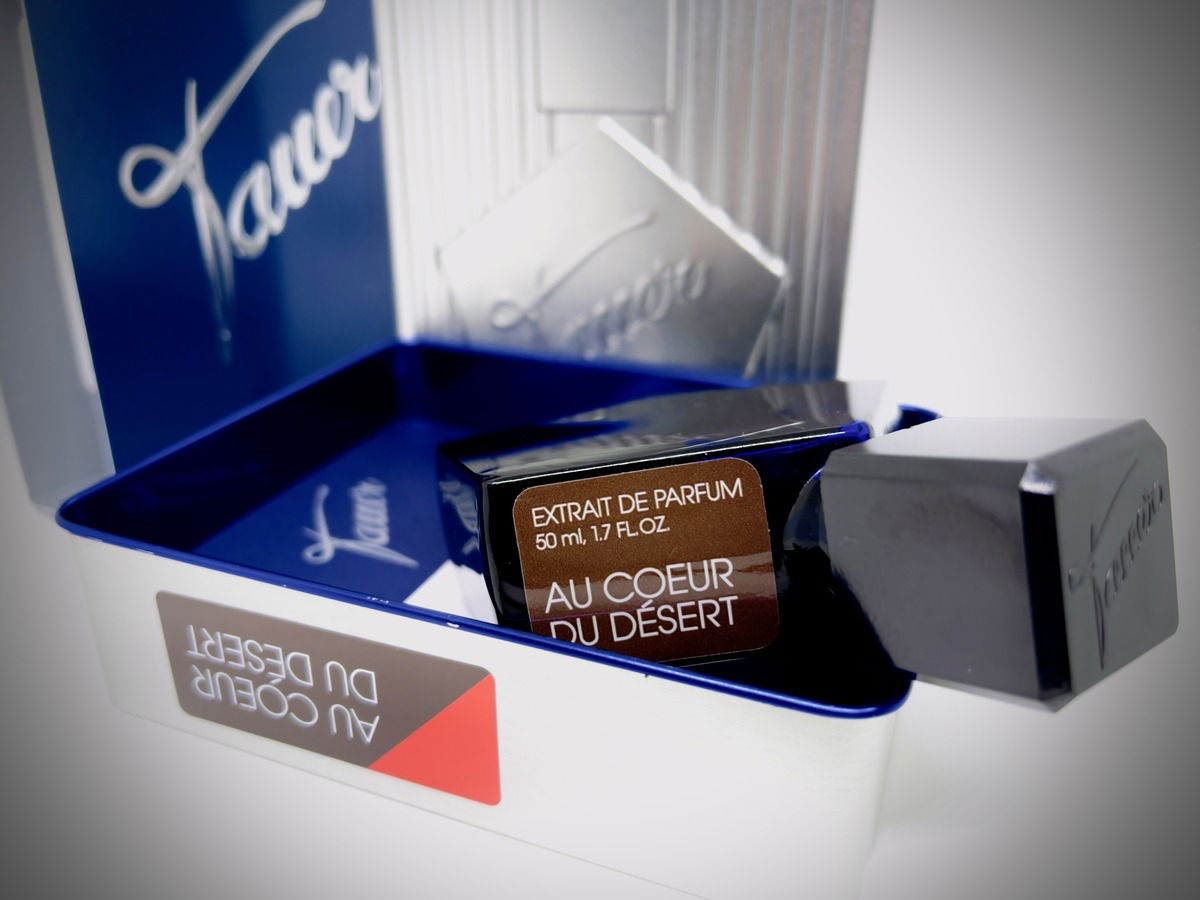 Tauer
Tauer
Tauer
EXTRAIT DE PARFUM
50 ml, 1.7 FL.OZ.
AU COEUR
DU DÉSERT
Tauer
AU COEUR
DU DÉSERT